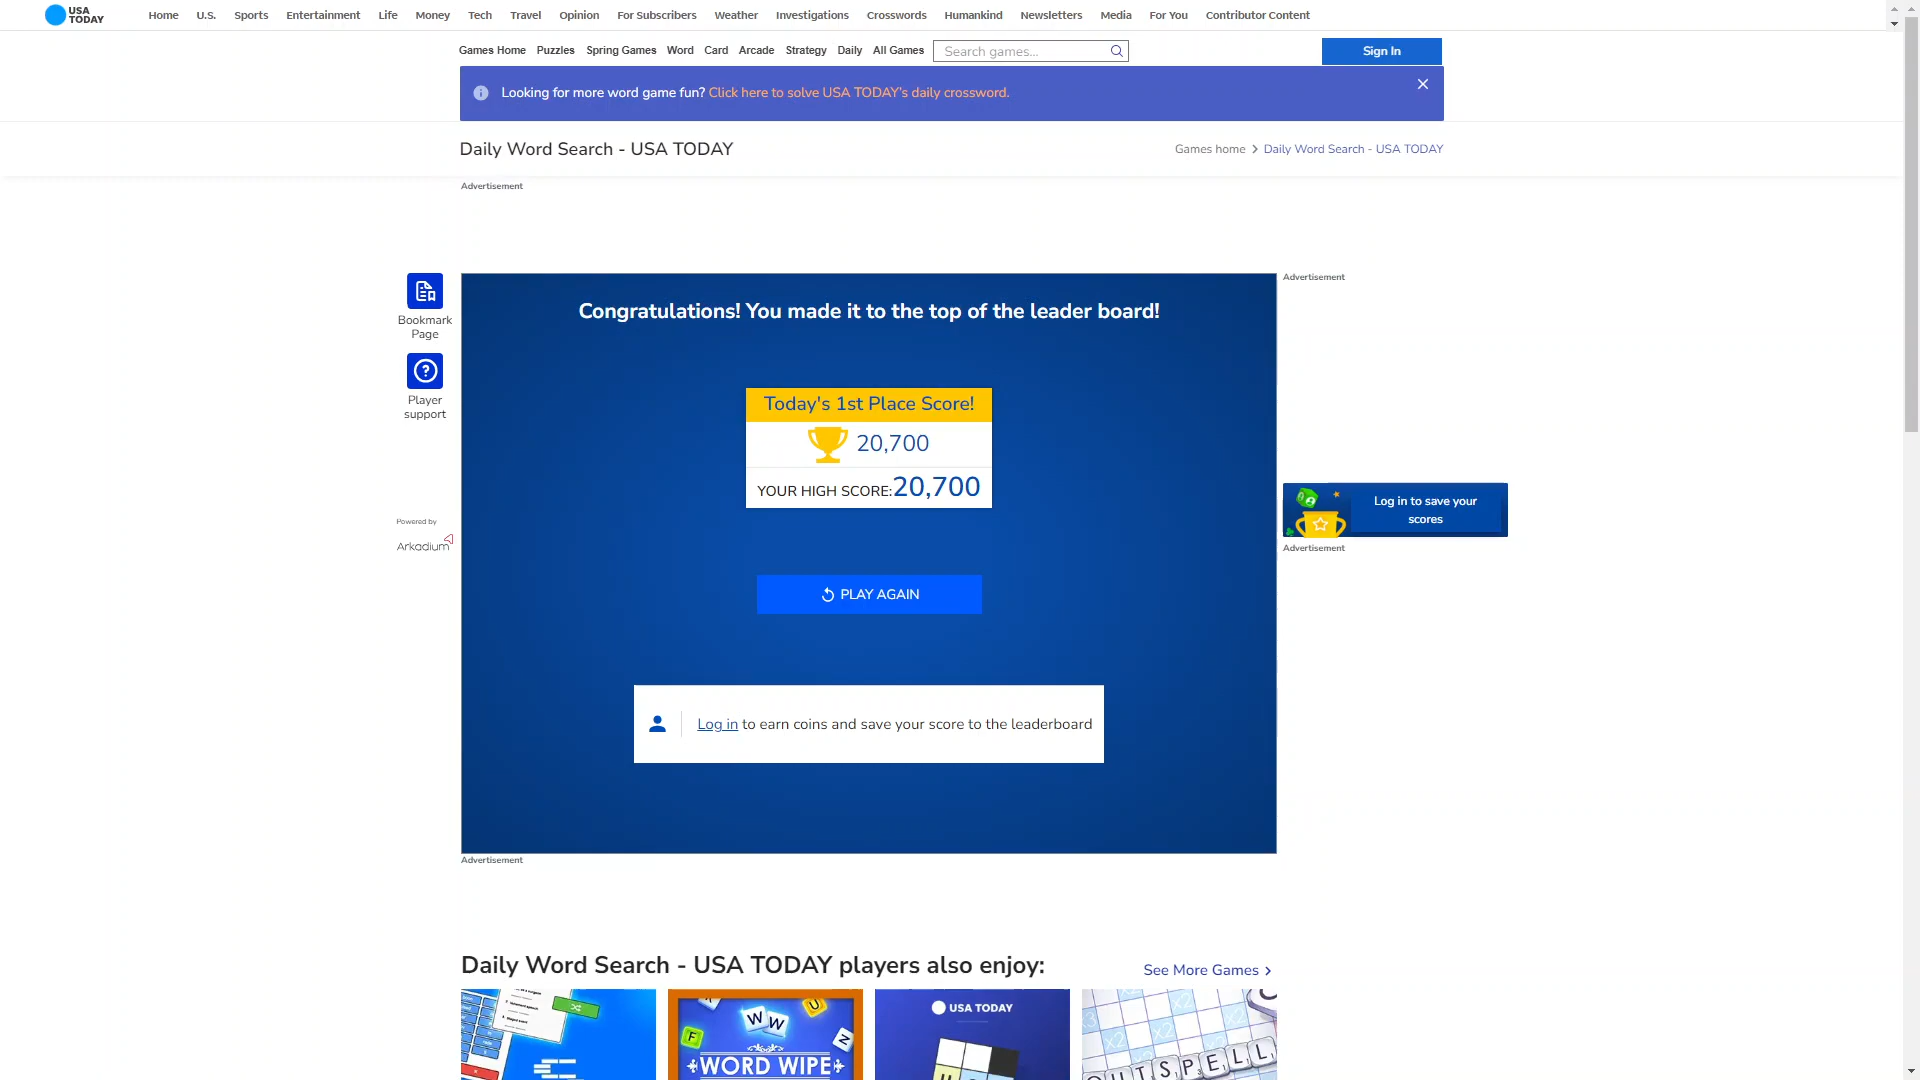 USA
TODAY
Home U.S. Sports Entertainment Life Money Tech Travel Opinion For Subscribers Weather Investigations Crosswords Humankind Newsletters Media For You Contributor Content
Games Home Puzzles Spring Games Word Card Arcade Strategy Daily All Games Search games... Sign In
Looking for more word game fun? Click here to solve USA TODAY's daily crossword.
Daily Word Search - USA TODAY
Games home Daily Word Search - USA TODAY
Advertisement
Bookmark
Page
Player
support
Powered by
Arkadium
Congratulations! You made it to the top of the leader board!
Today's 1st Place Score!
20,700
YOUR HIGH SCORE:20,700
PLAY AGAIN
Log in to earn coins and save your score to the leaderboard
Advertisement
Log in to save your
scores
Advertisement
Advertisement
Daily Word Search - USA TODAY players also enjoy:
See More Games
W W U
F Z
WORD WIPE
USA TODAY
X2
X3
X2
X2
OUTSPELL